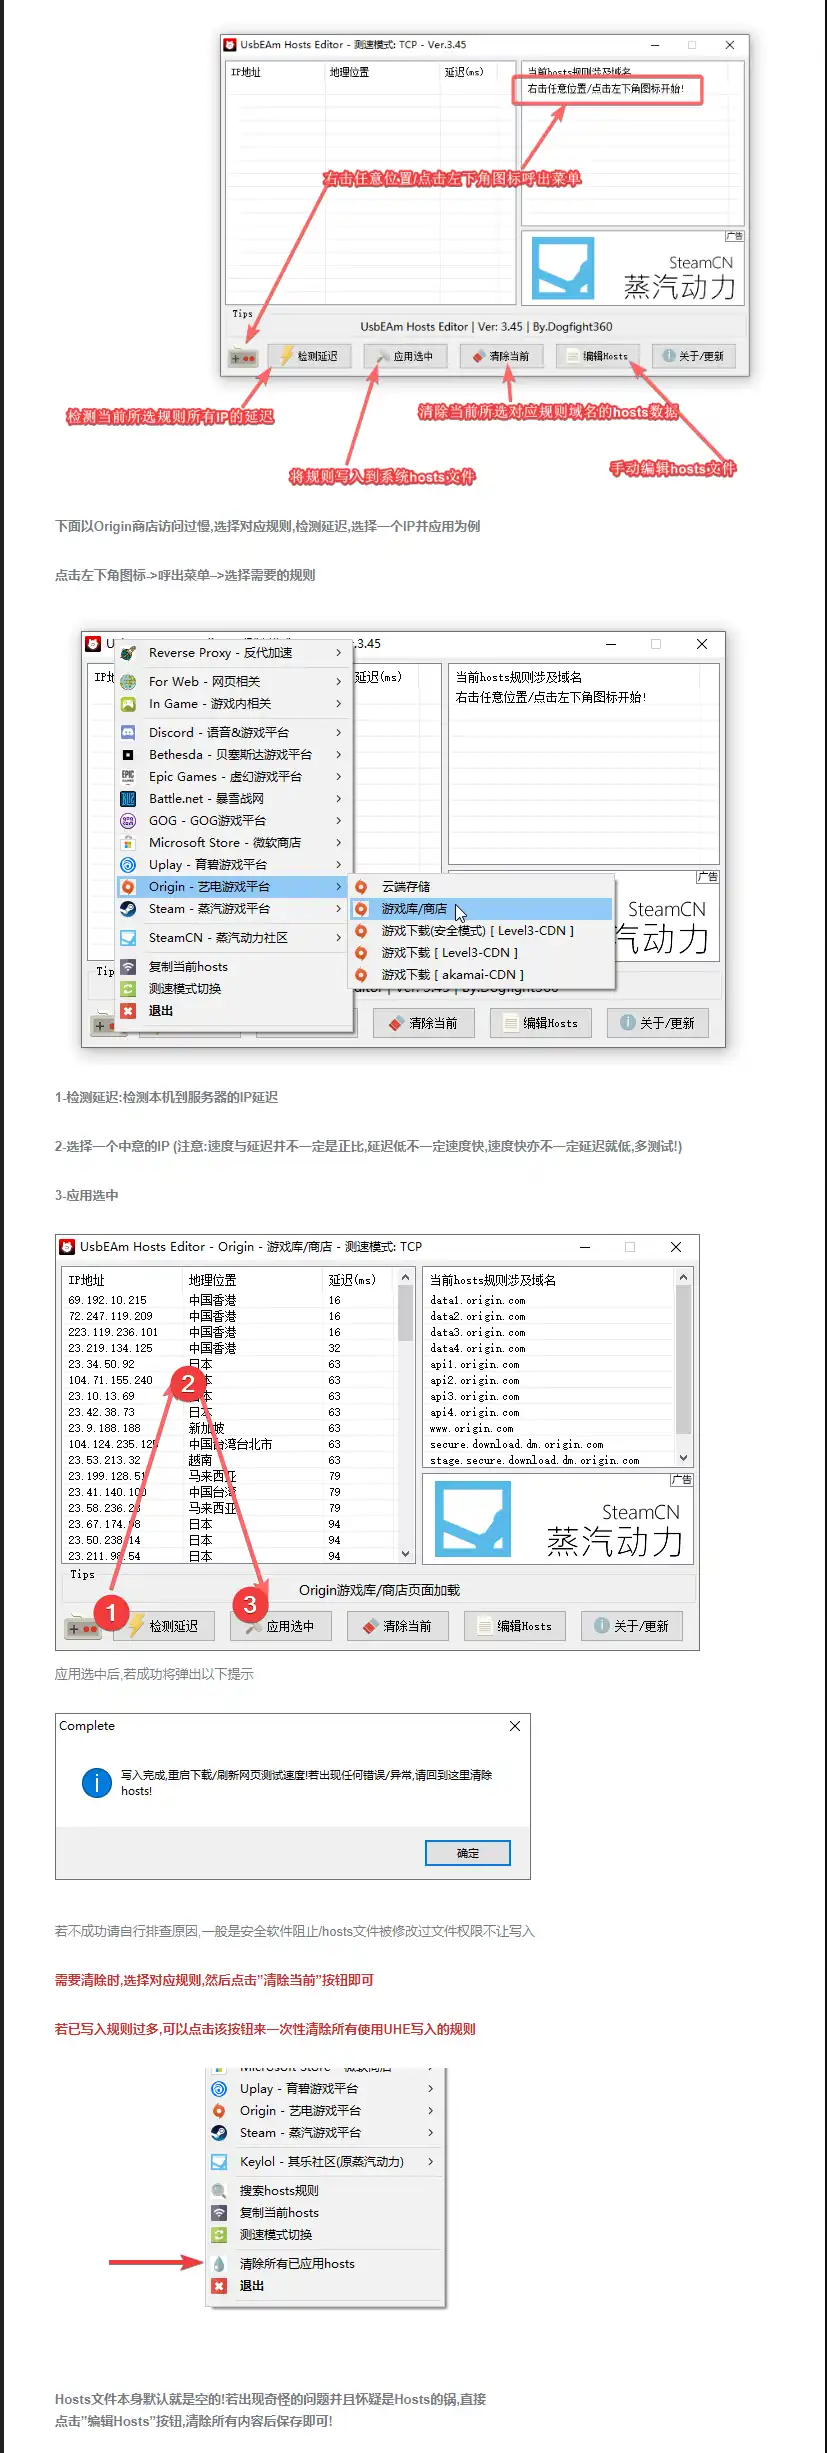 UsbEAm Hosts Editor - 测速模式: TCP - Ver.3.45
IP地址 地理位置 延迟(ms) 当前hosts规则涉及域名
右击任意位置/点击左下角图标开始!
右击任意位置/点击左下角图标呼出菜单
广告
SteamCN
蒸汽动力
Tips
UsbEAm Hosts Editor | Ver: 3.45 | By.Dogfight360
检测延迟 应用选中 清除当前 编辑Hosts 关于/更新
检测当前所选规则所有IP的延迟
清除当前所选对应规则域名的hosts数据
将规则写入到系统hosts文件
手动编辑hosts文件
下面以Origin商店访问过慢,选择对应规则,检测延迟,选择一个IP并应用为例
点击左下角图标->呼出菜单–>选择需要的规则
.3.45
Reverse Proxy - 反代加速
延迟(ms) 当前hosts规则涉及域名
For Web - 网页相关
右击任意位置/点击左下角图标开始!
In Game - 游戏内相关
Discord - 语音&游戏平台
Bethesda - 贝塞斯达游戏平台
Epic Games - 虚幻游戏平台
Battle.net - 暴雪战网
GOG - GOG游戏平台
Microsoft Store - 微软商店
Uplay - 育碧游戏平台
广告
Origin - 艺电游戏平台
云端存储
Steam - 蒸汽游戏平台
游戏库/商店
SteamCN
游戏下载(安全模式) [ Level3-CDN ]
SteamCN - 蒸汽动力社区
汽动力
游戏下载 [ Level3-CDN ]
复制当前hosts
游戏下载 [ akamai-CDN ]
测速模式切换
退出
清除当前 编辑Hosts 关于/更新
1-检测延迟:检测本机到服务器的IP延迟
2-选择一个中意的IP (注意:速度与延迟并不一定是正比,延迟低不一定速度快,速度快亦不一定延迟就低,多测试!)
3-应用选中
UsbEAm Hosts Editor - Origin - 游戏库/商店 - 测速模式: TCP
IP地址 地理位置 延迟(ms) 当前hosts规则涉及域名
69.192.10.215 中国香港 16 data1.origin.com
72.247.119.209 中国香港 16 data2.origin.com
223.119.236.101 中国香港 16 data3.origin.com
23.219.134.125 中国香港 32 data4.origin.com
23.34.50.92 日本 63 api1.origin.com
104.71.155.240 本 63 api2.origin.com
23.10.13.69 本 63 api3.origin.com
23.42.38.73 日本 63 api4.origin.com
23.9.188.188 新加坡 63 www.origin.com
104.124.235.125 中国台湾台北市 63 secure.download.dm.origin.com
23.53.213.32 越南 63 stage.secure.download.dm.origin.com
23.199.128.51 马来西亚 79
23.41.140.100 中国台湾 79
23.58.236.2 马来西亚 79
23.67.174.98 日本 94
23.50.238.14 日本 94
23.211.98.54 日本 94
广告
SteamCN
蒸汽动力
Tips
Origin游戏库/商店页面加载
1 2 3
检测延迟 应用选中 清除当前 编辑Hosts 关于/更新
应用选中后,若成功将弹出以下提示
Complete
写入完成,重启下载/刷新网页测试速度!若出现任何错误/异常,请回到这里清除
hosts!
确定
若不成功请自行排查原因,一般是安全软件阻止/hosts文件被修改过文件权限不让写入
需要清除时,选择对应规则,然后点击”清除当前”按钮即可
若已写入规则过多,可以点击该按钮来一次性清除所有使用UHE写入的规则
Microsoft Store - 微软商店
Uplay - 育碧游戏平台
Origin - 艺电游戏平台
Steam - 蒸汽游戏平台
Keylol - 其乐社区(原蒸汽动力)
搜索hosts规则
复制当前hosts
测速模式切换
清除所有已应用hosts
退出
Hosts文件本身默认就是空的!若出现奇怪的问题并且怀疑是Hosts的锅,直接
点击”编辑Hosts”按钮,清除所有内容后保存即可!